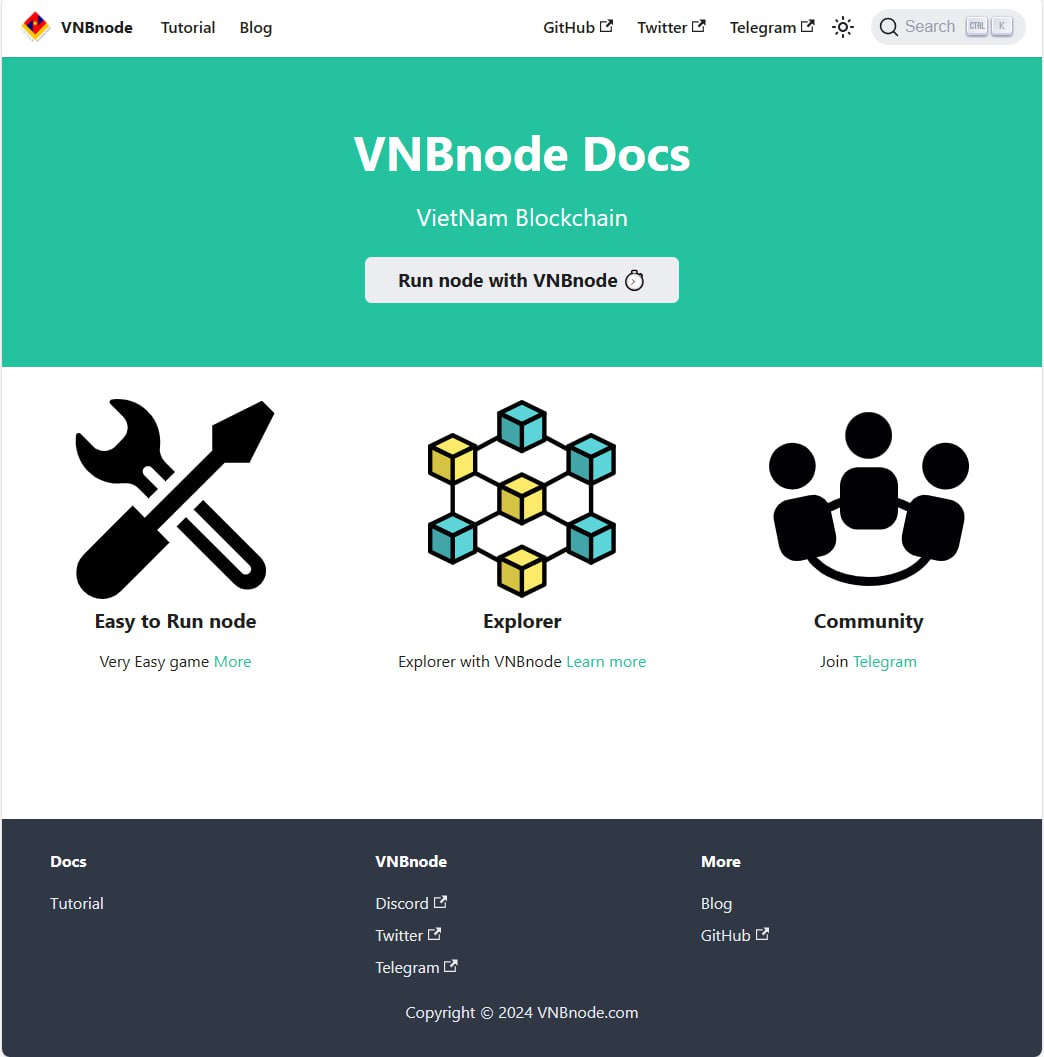 VNBnode Tutorial Blog GitHub Twitter Telegram Search CTRL K
VNBnode Docs
VietNam Blockchain
Run node with VNBnode
Easy to Run node
Explorer
Community
Very Easy game More
Explorer with VNBnode Learn more
Join Telegram
Docs
Tutorial
VNBnode
Discord
Twitter
Telegram
More
Blog
GitHub
Copyright © 2024 VNBnode.com